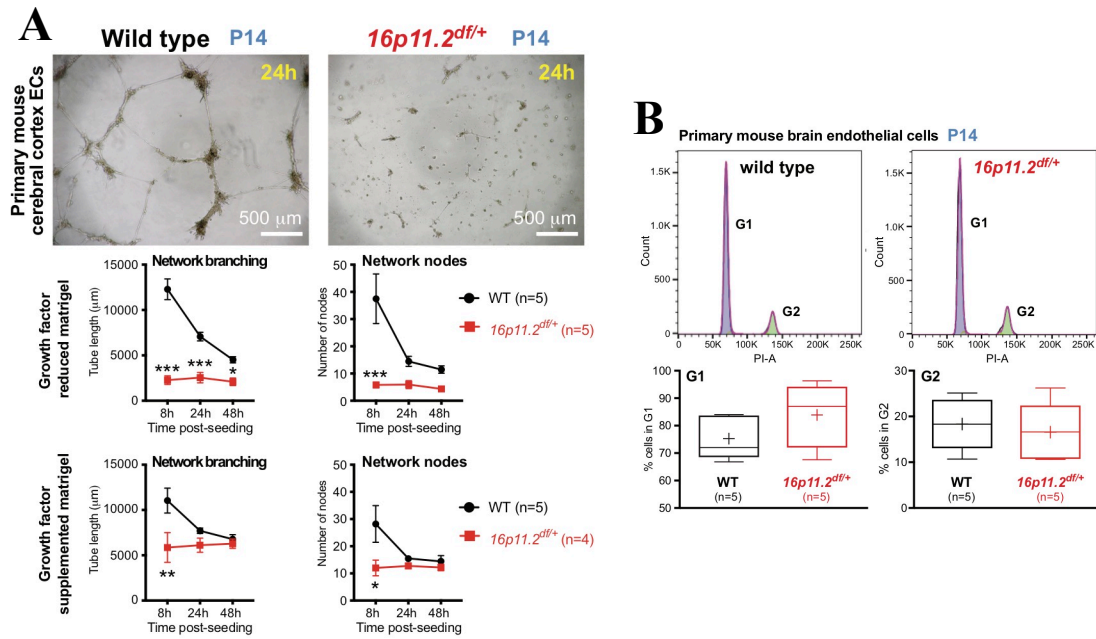 A
Wild type P14
16p11.2df/+ P14
Primary mouse
cerebral cortex ECs
24h
500 μm
24h
500 μm
Growth factor
reduced matrigel
Network branching
Tube length (μm)
15000
10000
5000
0
***
***
*
8h 24h 48h
Time post-seeding
Network nodes
Number of nodes
50
40
30
20
10
0
***
8h 24h 48h
Time post-seeding
WT (n=5)
16p11.2df/+ (n=5)
Growth factor
supplemented matrigel
Network branching
Tube length (μm)
15000
10000
5000
0
**
8h 24h 48h
Time post-seeding
Network nodes
Number of nodes
50
40
30
20
10
0
*
8h 24h 48h
Time post-seeding
WT (n=5)
16p11.2df/+ (n=4)
B
Primary mouse brain endothelial cells P14
wild type
Count
1.5K
1.0K
500
0
G1
G2
0 50K 100K 150K 200K 250K
PI-A
16p11.2df/+
Count
1.5K
1.0K
500
0
G1
G2
0 50K 100K 150K 200K 250K
PI-A
G1
% cells in G1
100
90
80
70
60
50
WT
(n=5)
16p11.2df/+
(n=5)
G2
% cells in G2
30
20
10
0
WT
(n=5)
16p11.2df/+
(n=5)